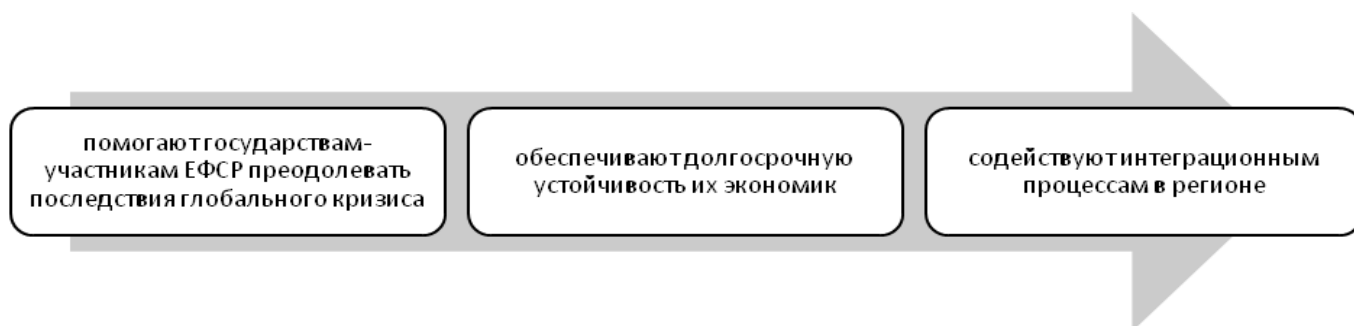 помогают государствам-
участникам ЕФСР преодолевать
последствия глобального кризиса
обеспечивают долгосрочную
устойчивость их экономик
содействуют интеграционным
процессам в регионе